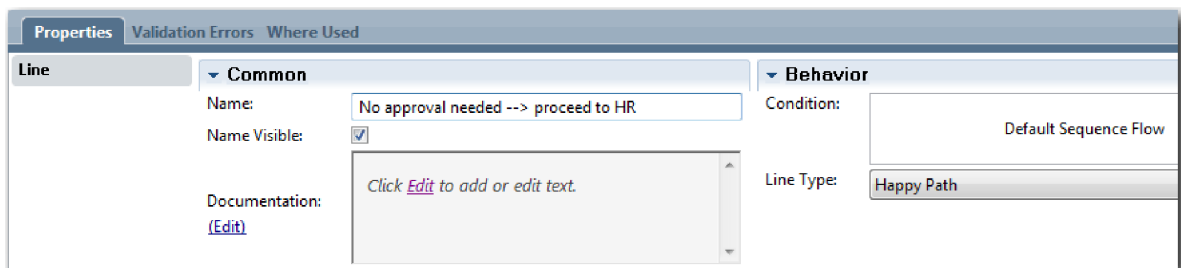 Properties Validation Errors Where Used
Line
Common
Name: No approval needed --> proceed to HR
Name Visible:
Documentation:
(Edit)
Click Edit to add or edit text.
Behavior
Condition: Default Sequence Flow
Line Type: Happy Path